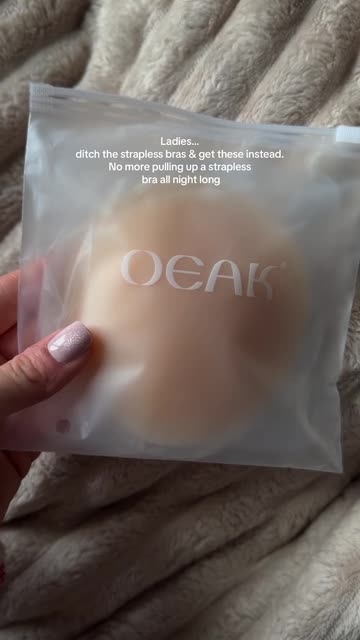 Ladies...
ditch the strapless bras & get these instead.
No more pulling up a strapless
bra all night long
OEAK